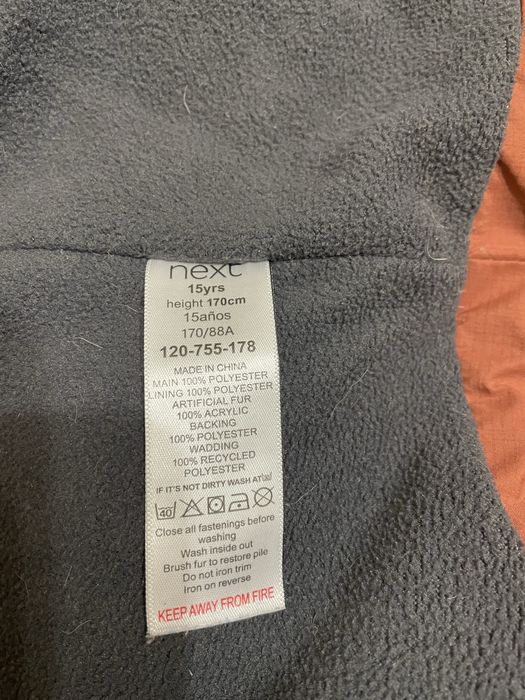 next
15yrs
height 170cm
15años
170/88A
120-755-178
MADE IN CHINA
MAIN 100% POLYESTER
LINING 100% POLYESTER
ARTIFICIAL FUR
100% ACRYLIC
BACKING
100% POLYESTER
WADDING
100% RECYCLED
POLYESTER
IF IT'S NOT DIRTY WASH AT
40
Close all fastenings before
washing
Wash inside out
Brush fur to restore pile
Do not iron trim
Iron on reverse
KEEP AWAY FROM FIRE